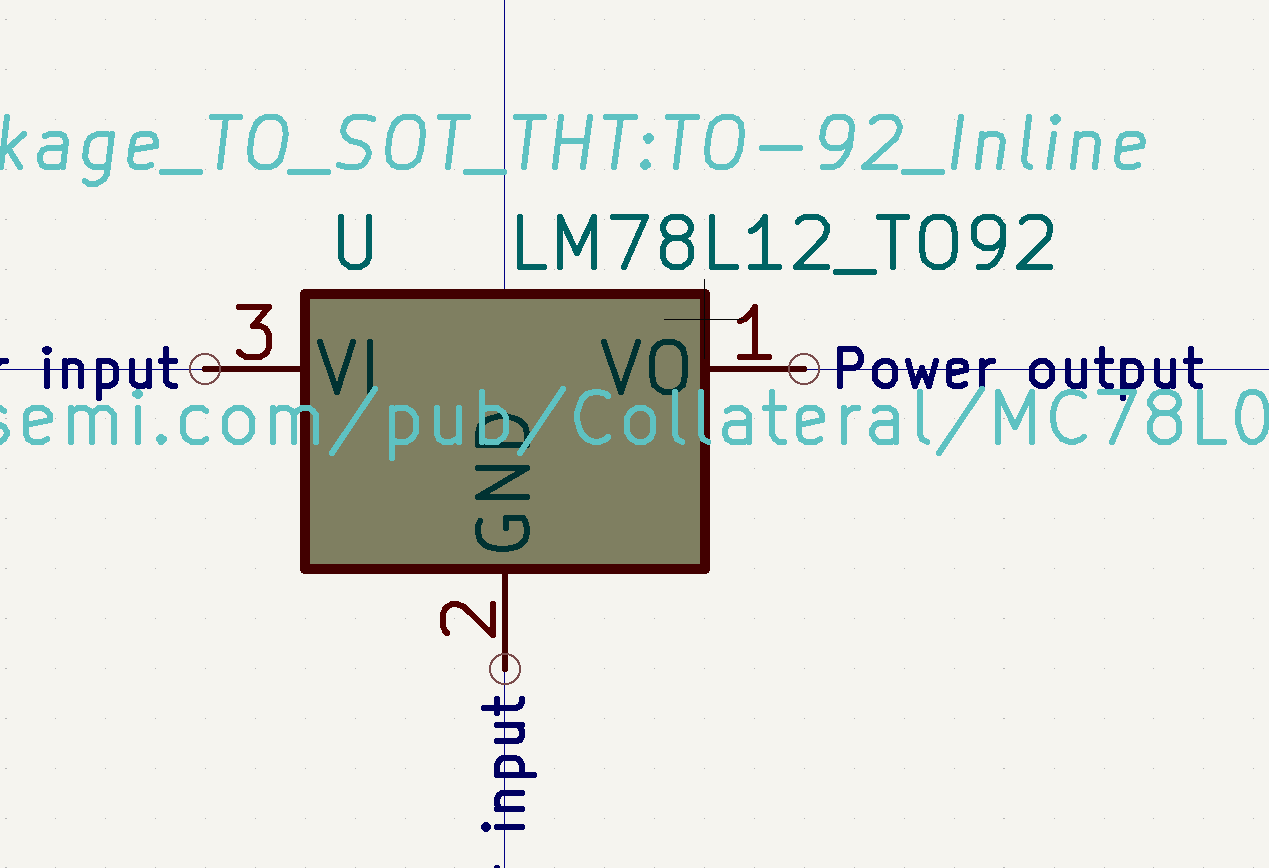 kage_TO_SOT_THT:TO-92_Inline
U LM78L12_TO92
3 1
input VI VO Power output
semi.com/pub/Collateral/MC78L0
GND
2
input